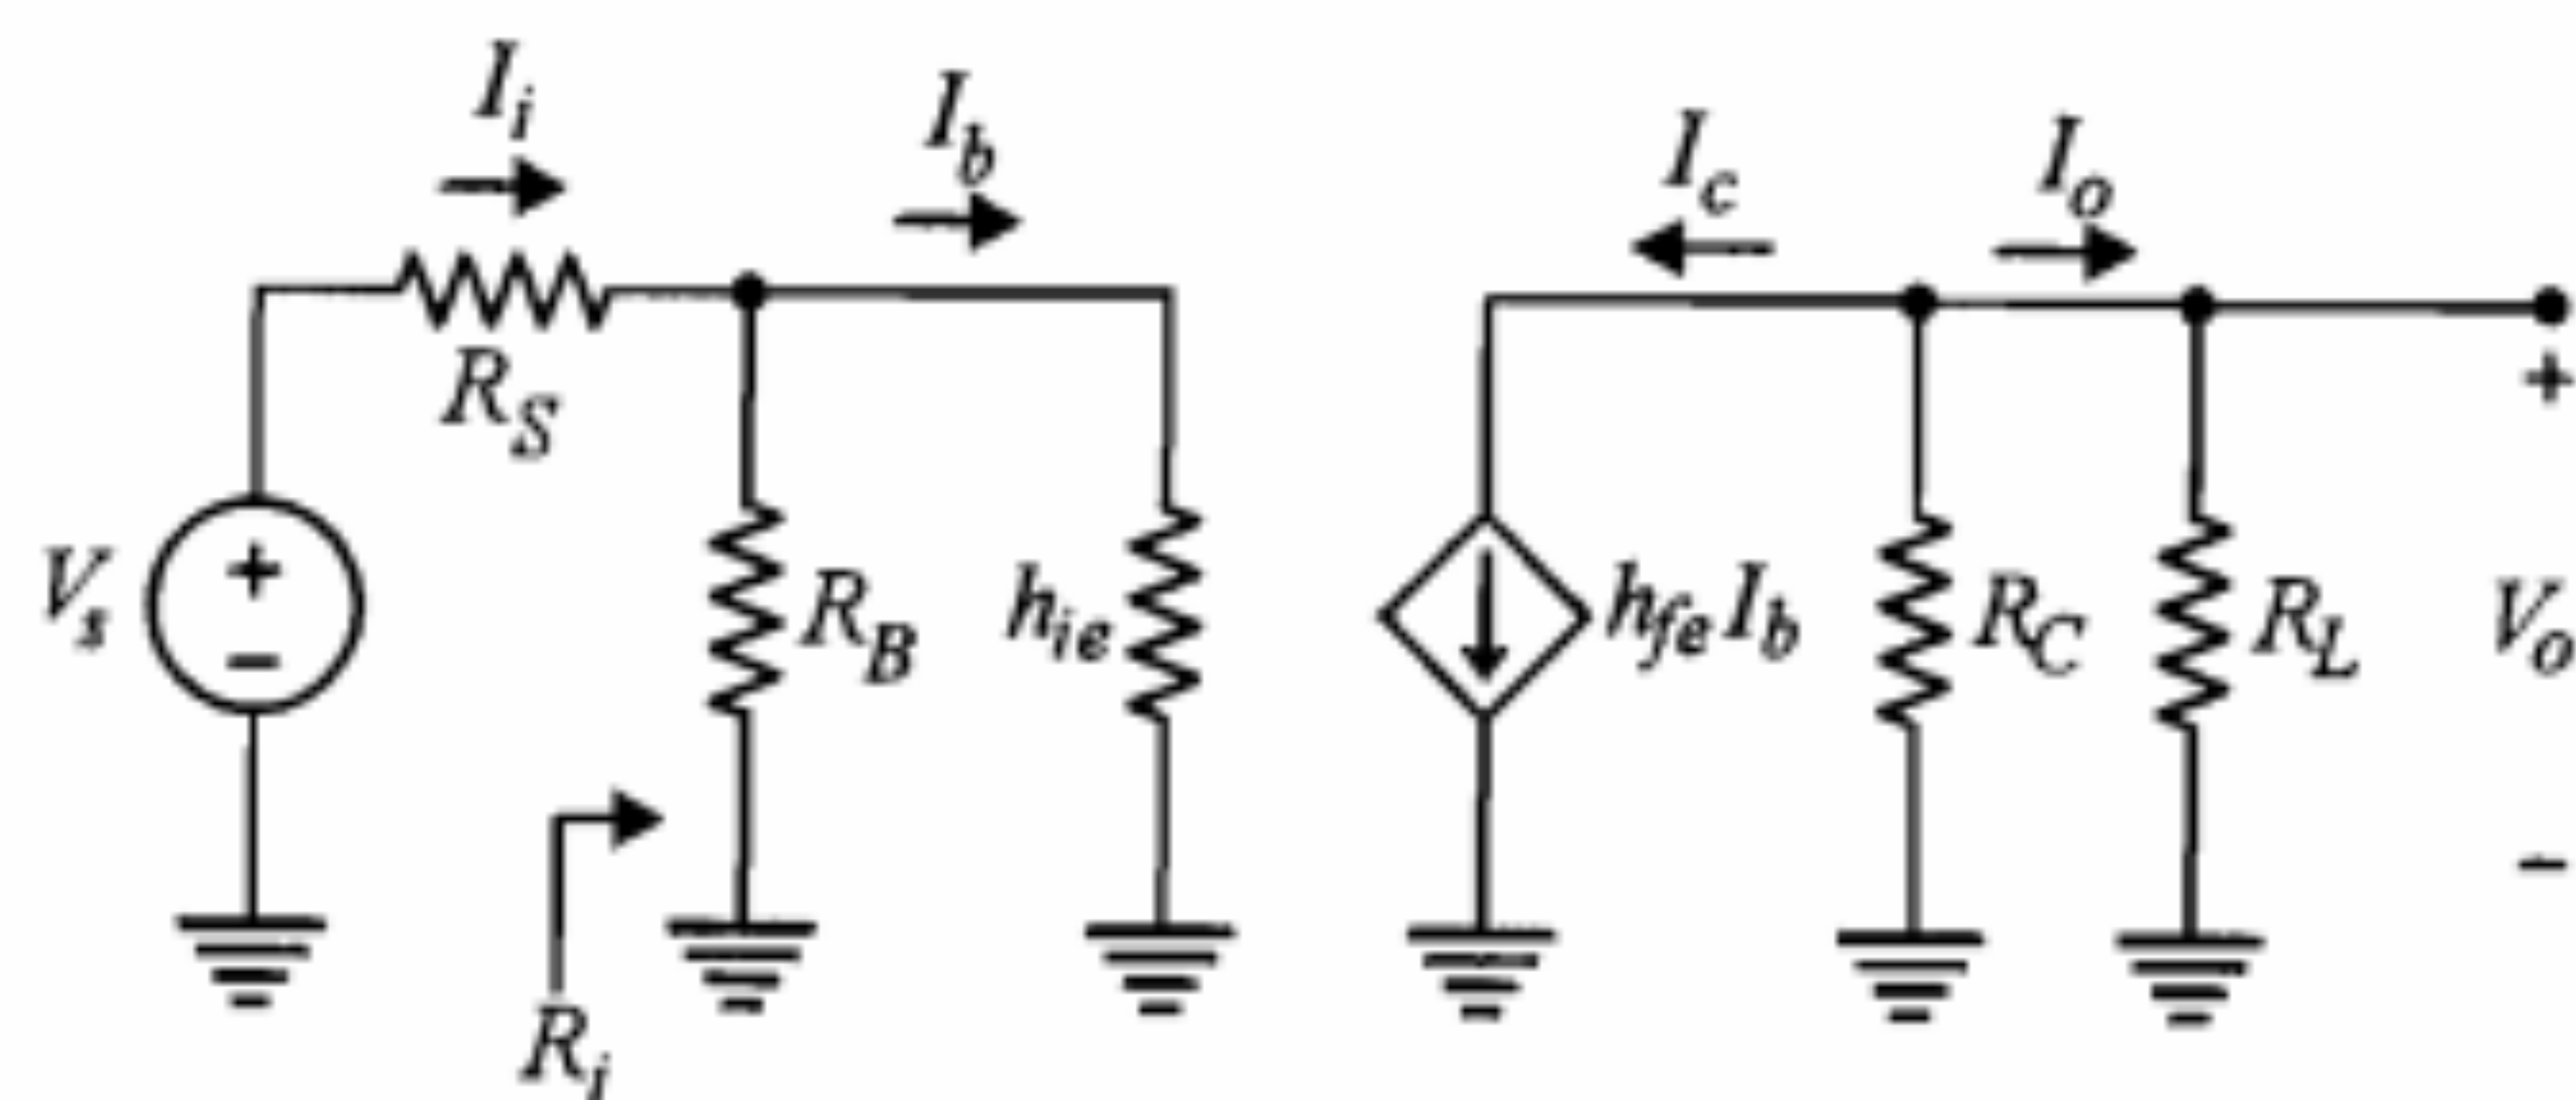 I_i
I_b
I_c
I_o
R_S
+
V_s
+
−
R_B
h_ie
h_fe I_b
R_C
R_L
V_o
−
R_i